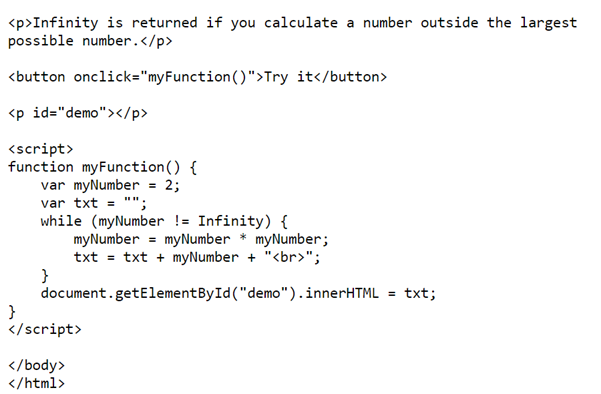 <p>Infinity is returned if you calculate a number outside the largest
possible number.</p>
<button onclick="myFunction()">Try it</button>
<p id="demo"></p>
<script>
function myFunction() {
    var myNumber = 2;
    var txt = "";
    while (myNumber != Infinity) {
        myNumber = myNumber * myNumber;
        txt = txt + myNumber + "<br>";
    }
    document.getElementById("demo").innerHTML = txt;
}
</script>
</body>
</html>